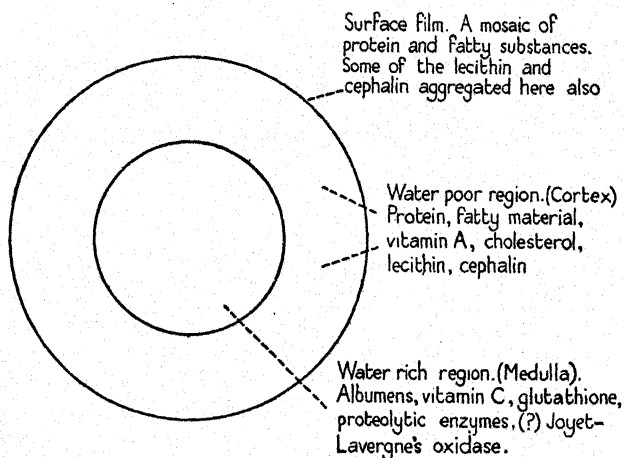 Surface film. A mosaic of
protein and fatty substances.
Some of the lecithin and
cephalin aggregated here also
Water poor region.(Cortex)
Protein, fatty material,
vitamin A, cholesterol,
lecithin, cephalin
Water rich region.(Medulla).
Albumens, vitamin C, glutathione,
proteolytic enzymes, (?) Joyet-
Lavergne's oxidase.